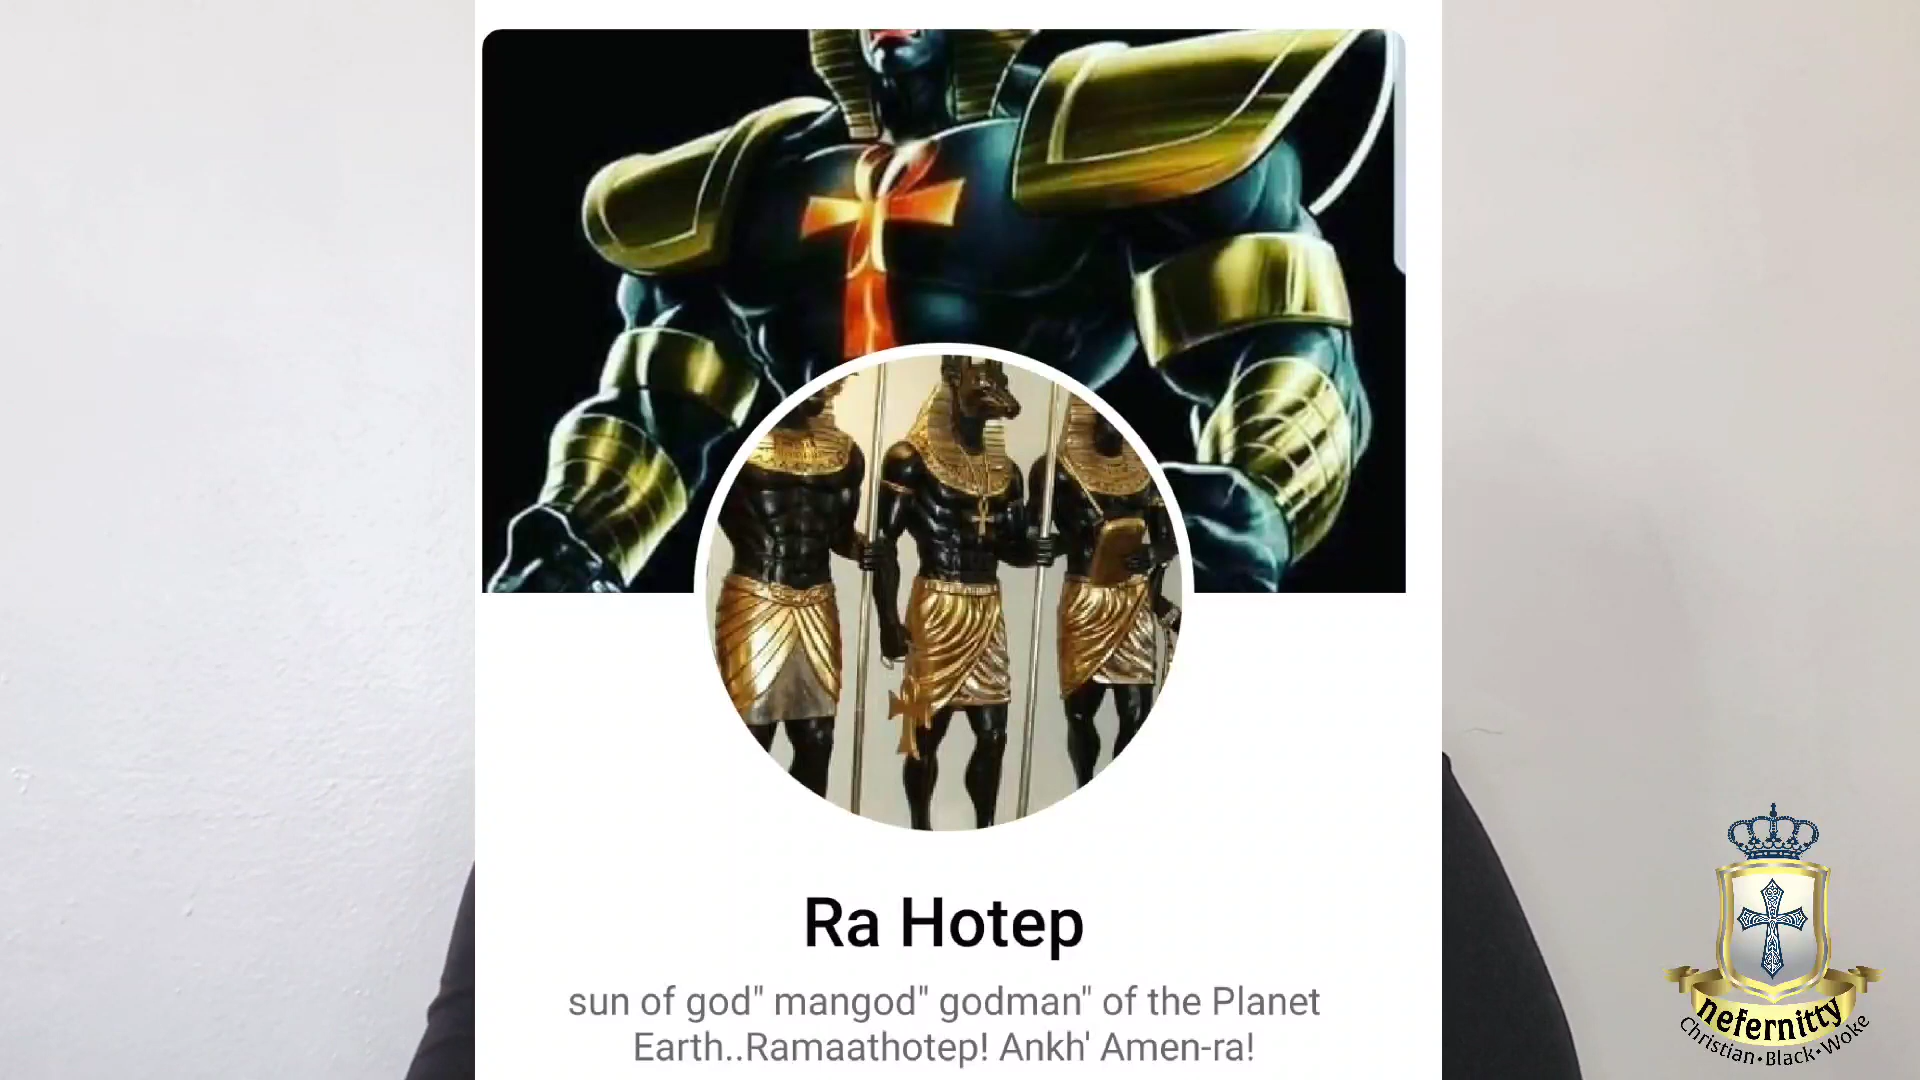 Ra Hotep
sun of god" mangod" godman" of the Planet
Earth..Ramaathotep! Ankh' Amen-ra!
nefernitty
Christian•Black•Woke